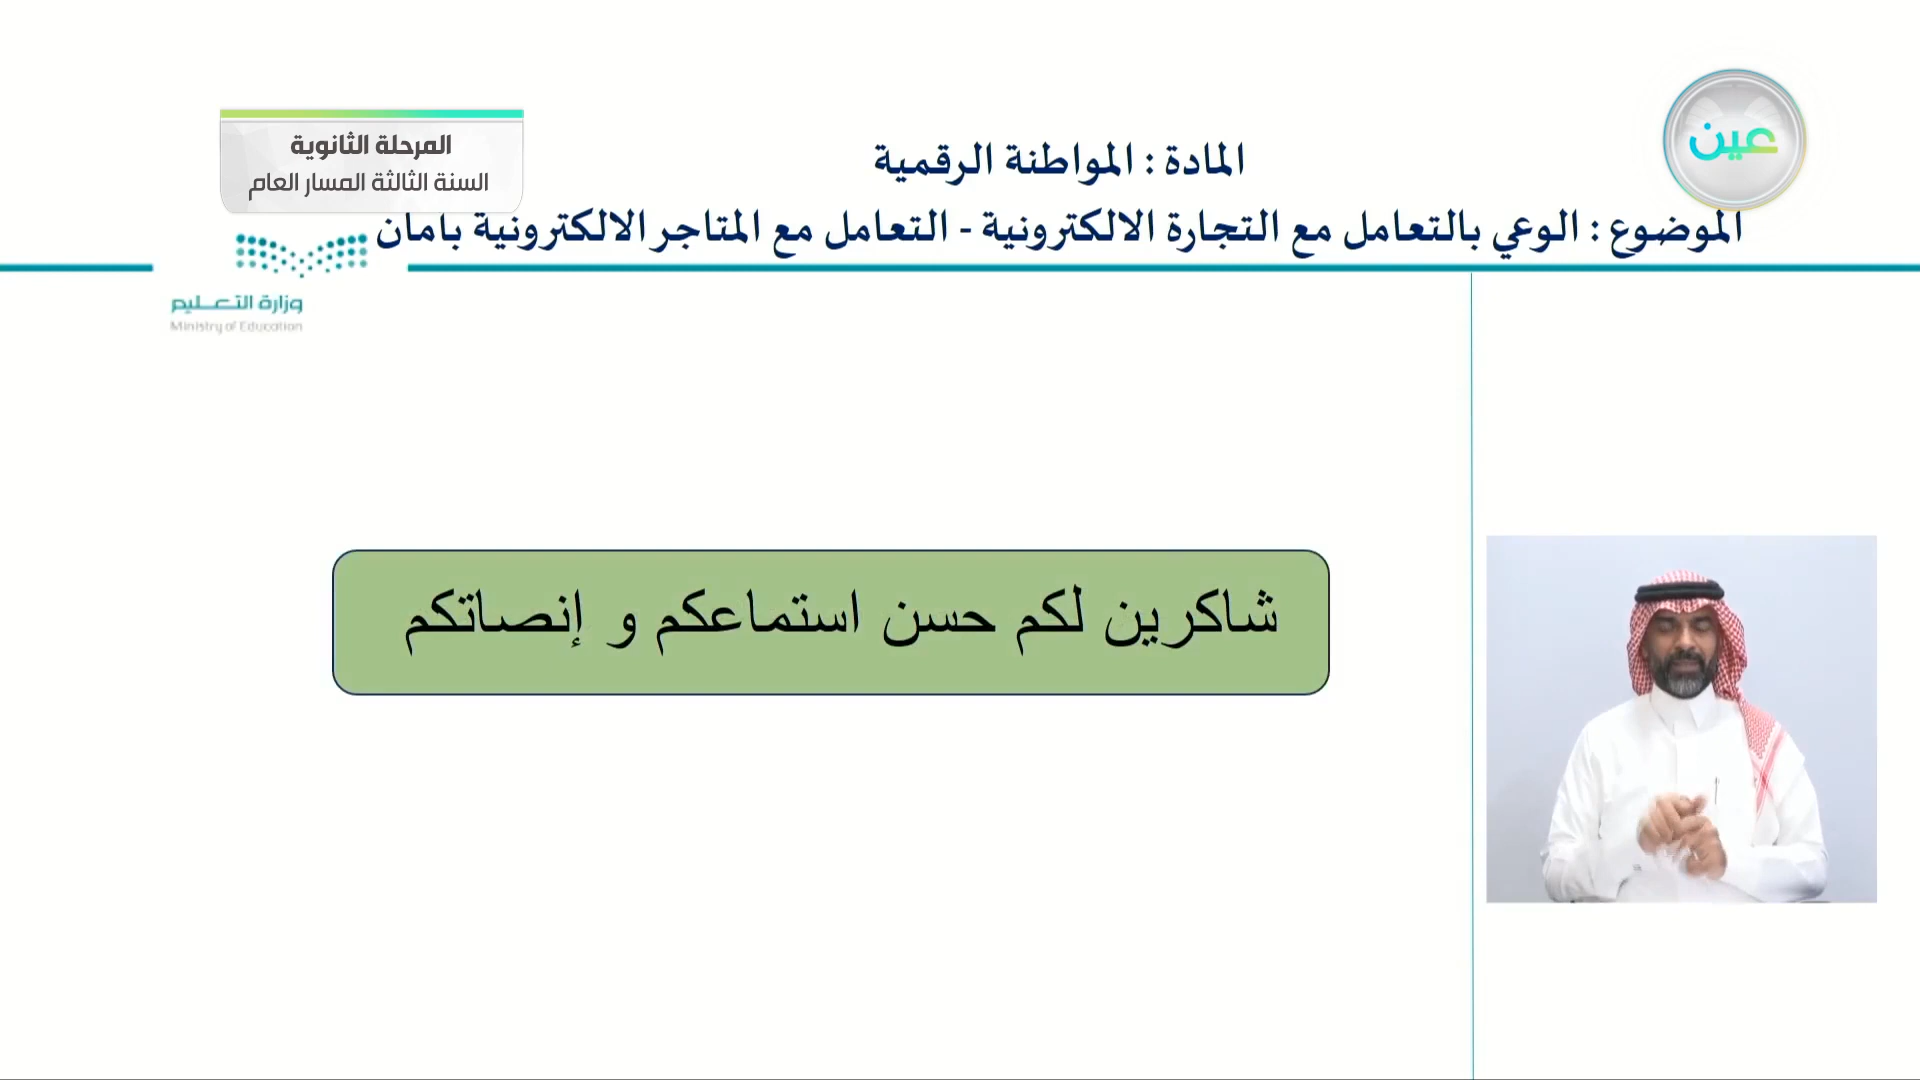 عين
المرحلة الثانوية
السنة الثالثة المسار العام
المادة : المواطنة الرقمية
الموضوع : الوعي بالتعامل مع التجارة الالكترونية - التعامل مع المتاجر الالكترونية بامان
وزارة التعليم
Ministry of Education
شاكرين لكم حسن استماعكم و إنصاتكم